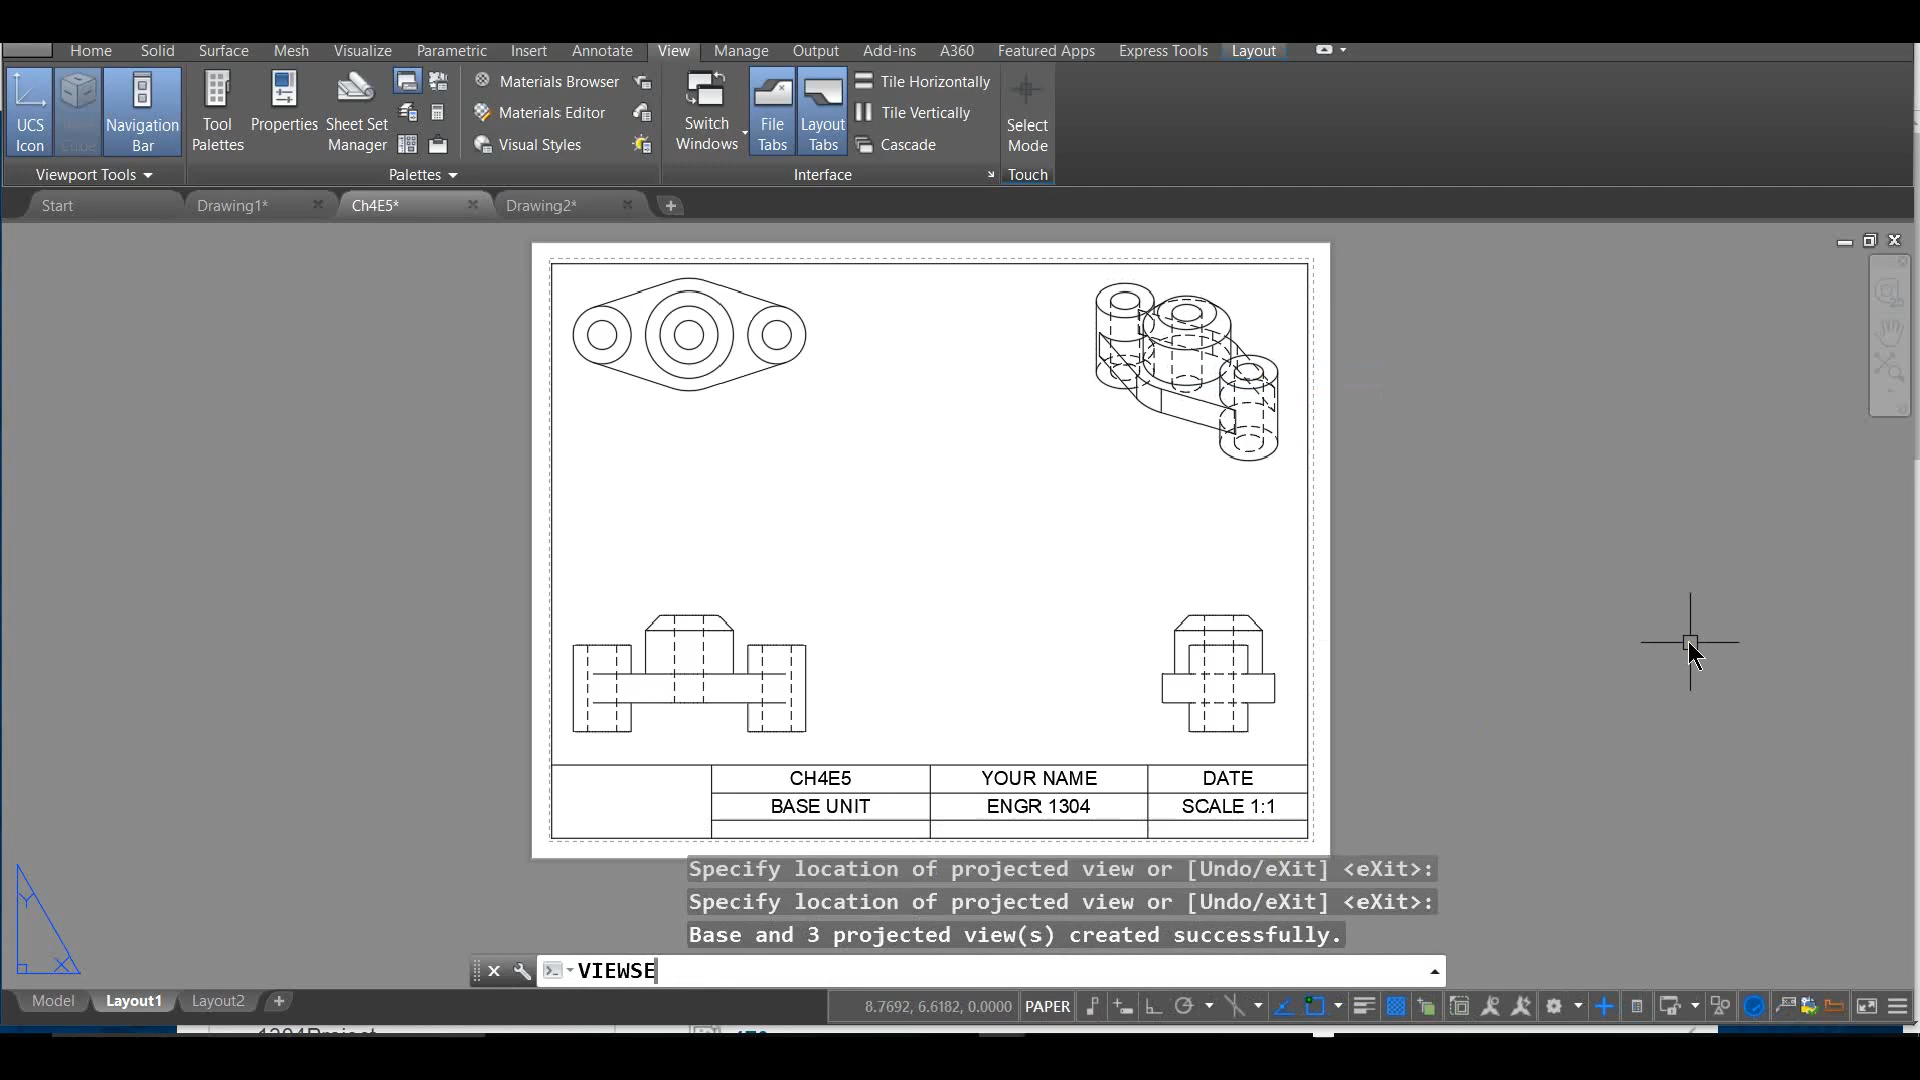 Home Solid Surface Mesh Visualize Parametric Insert Annotate View Manage Output Add-ins A360 Featured Apps Express Tools Layout
UCS Icon
Navigation Bar
Tool Palettes
Properties
Sheet Set Manager
Materials Browser
Materials Editor
Visual Styles
Switch Windows
File Tabs
Layout Tabs
Tile Horizontally
Tile Vertically
Cascade
Select Mode
Viewport Tools Palettes Interface Touch
Start Drawing1* Ch4E5* Drawing2*
CH4E5 YOUR NAME DATE
BASE UNIT ENGR 1304 SCALE 1:1
Specify location of projected view or [Undo/eXit] <eXit>:
Specify location of projected view or [Undo/eXit] <eXit>:
Base and 3 projected view(s) created successfully.
VIEWSE
Y
X
Model Layout1 Layout2
8.7692, 6.6182, 0.0000 PAPER